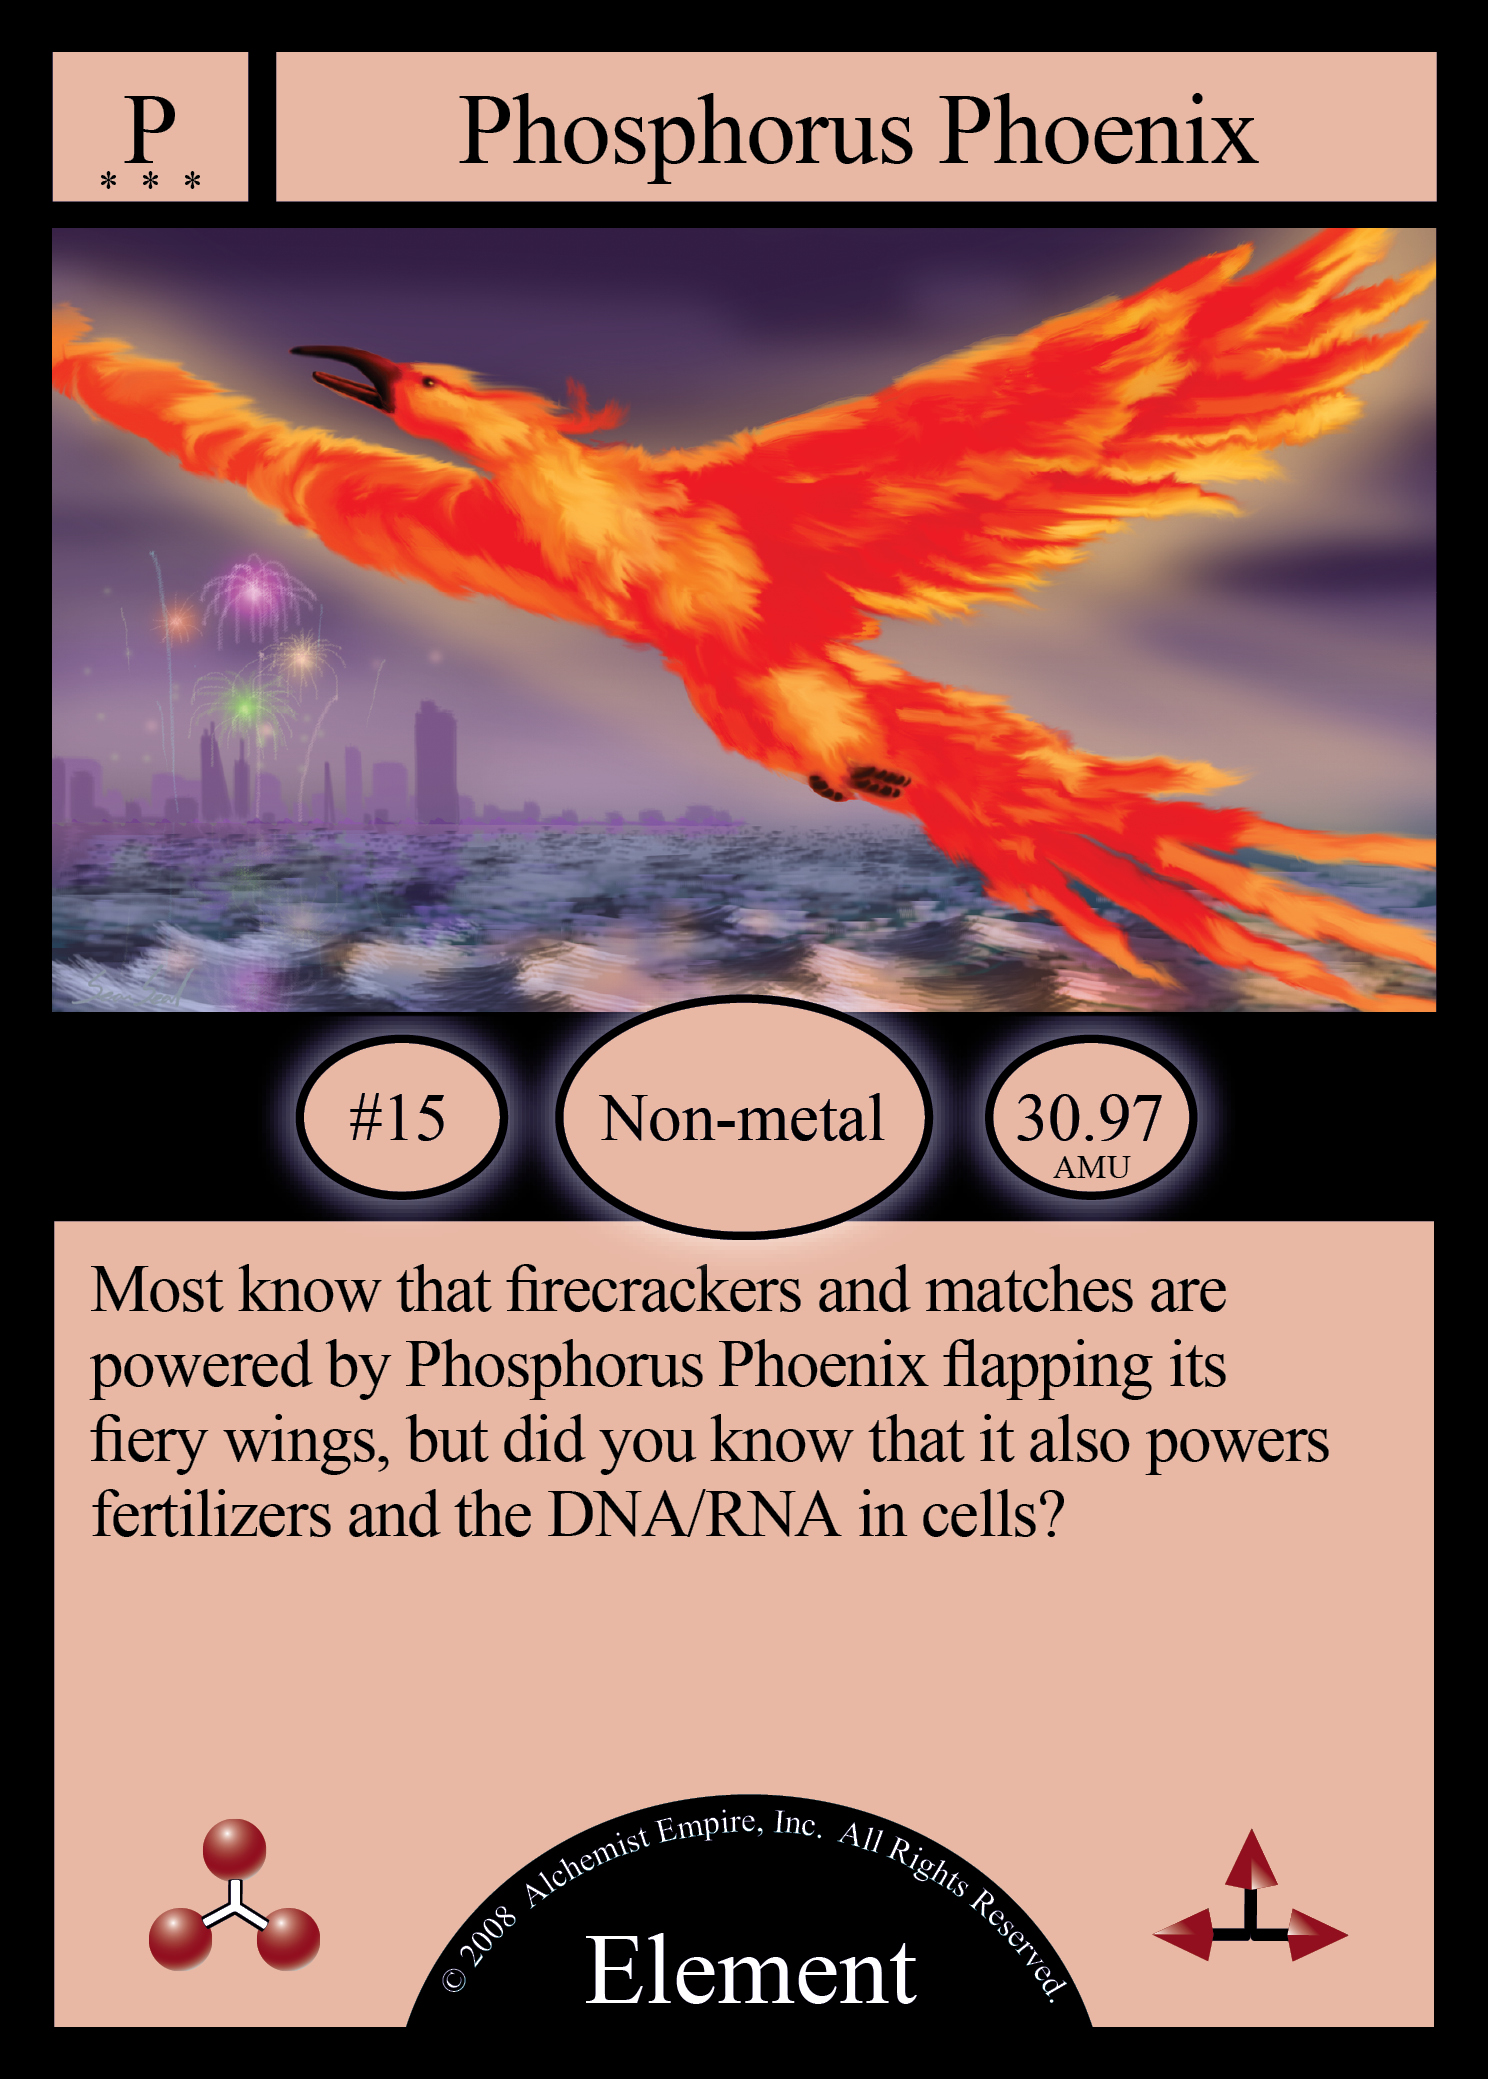 P
* * *
Phosphorus Phoenix
#15
Non-metal
30.97
AMU
Most know that firecrackers and matches are
powered by Phosphorus Phoenix flapping its
fiery wings, but did you know that it also powers
fertilizers and the DNA/RNA in cells?
© 2008 Alchemist Empire, Inc. All Rights Reserved.
Element